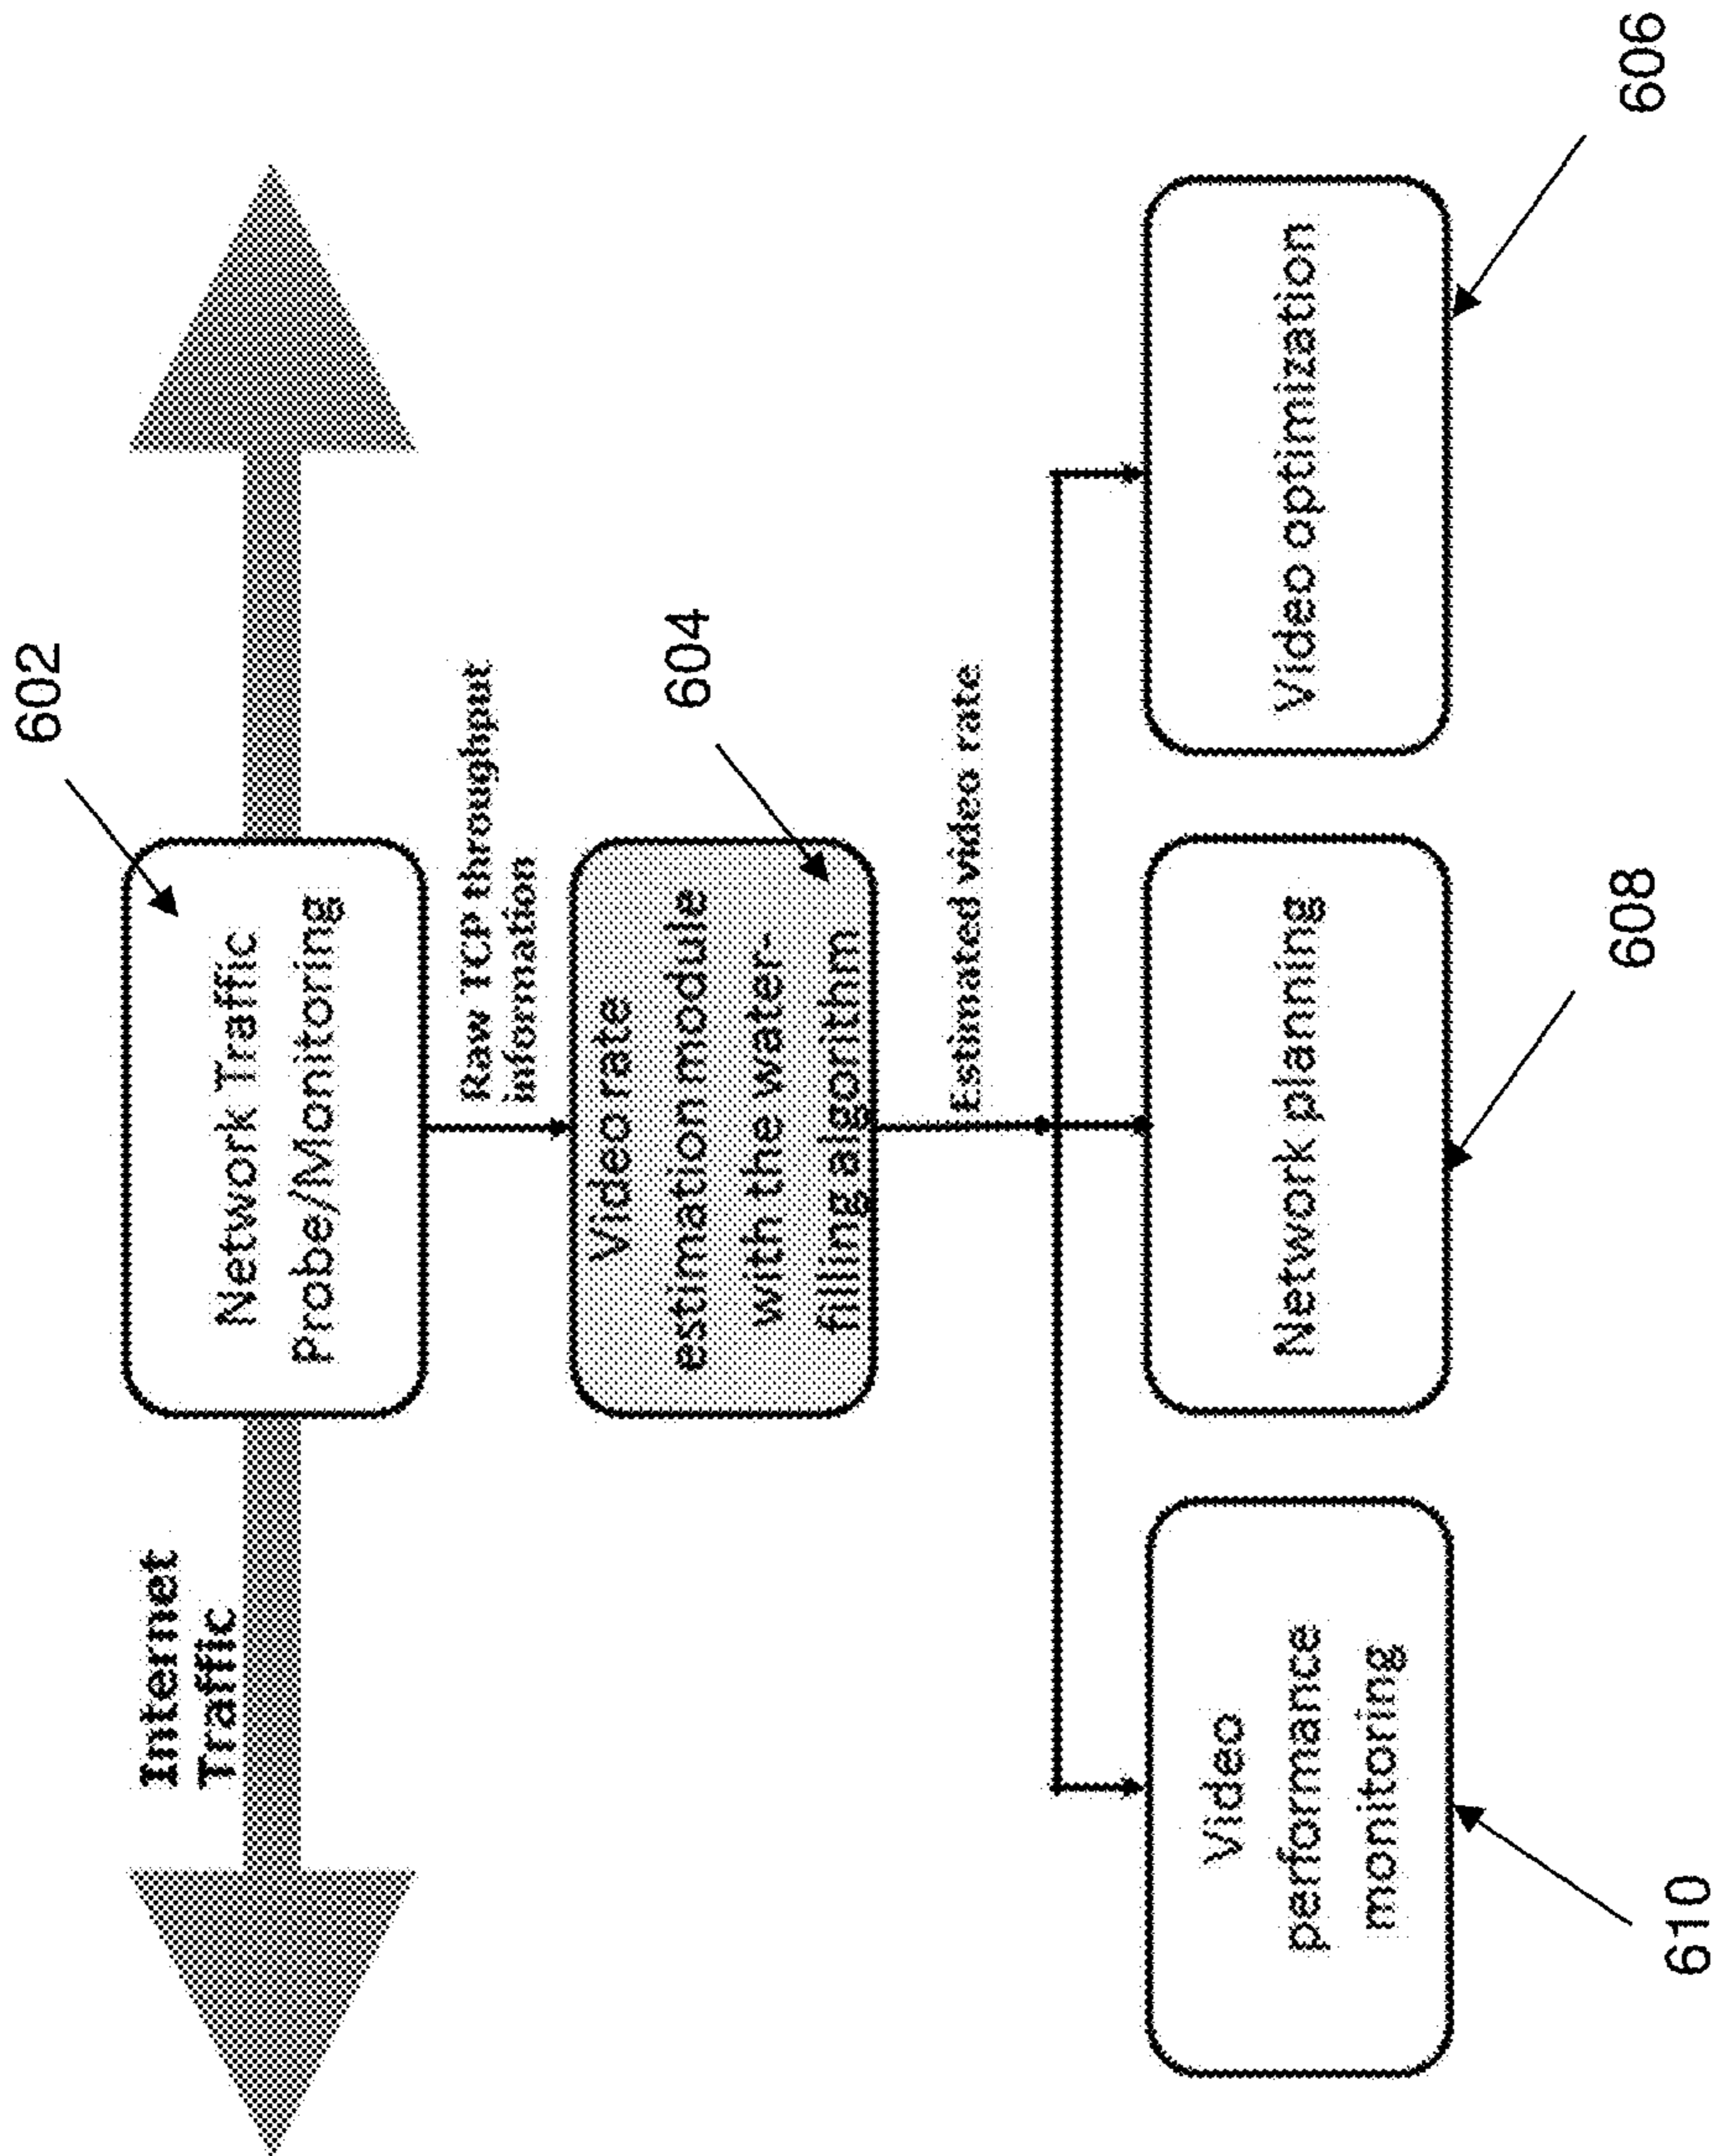 602
Internet
Traffic
Network Traffic
Probe/Monitoring
Raw TCP throughput
information
604
Video rate
estimation module
with the water-
filling algorithm
Estimated video rate
Video
performance
monitoring
Network planning
Video optimization
610
608
606